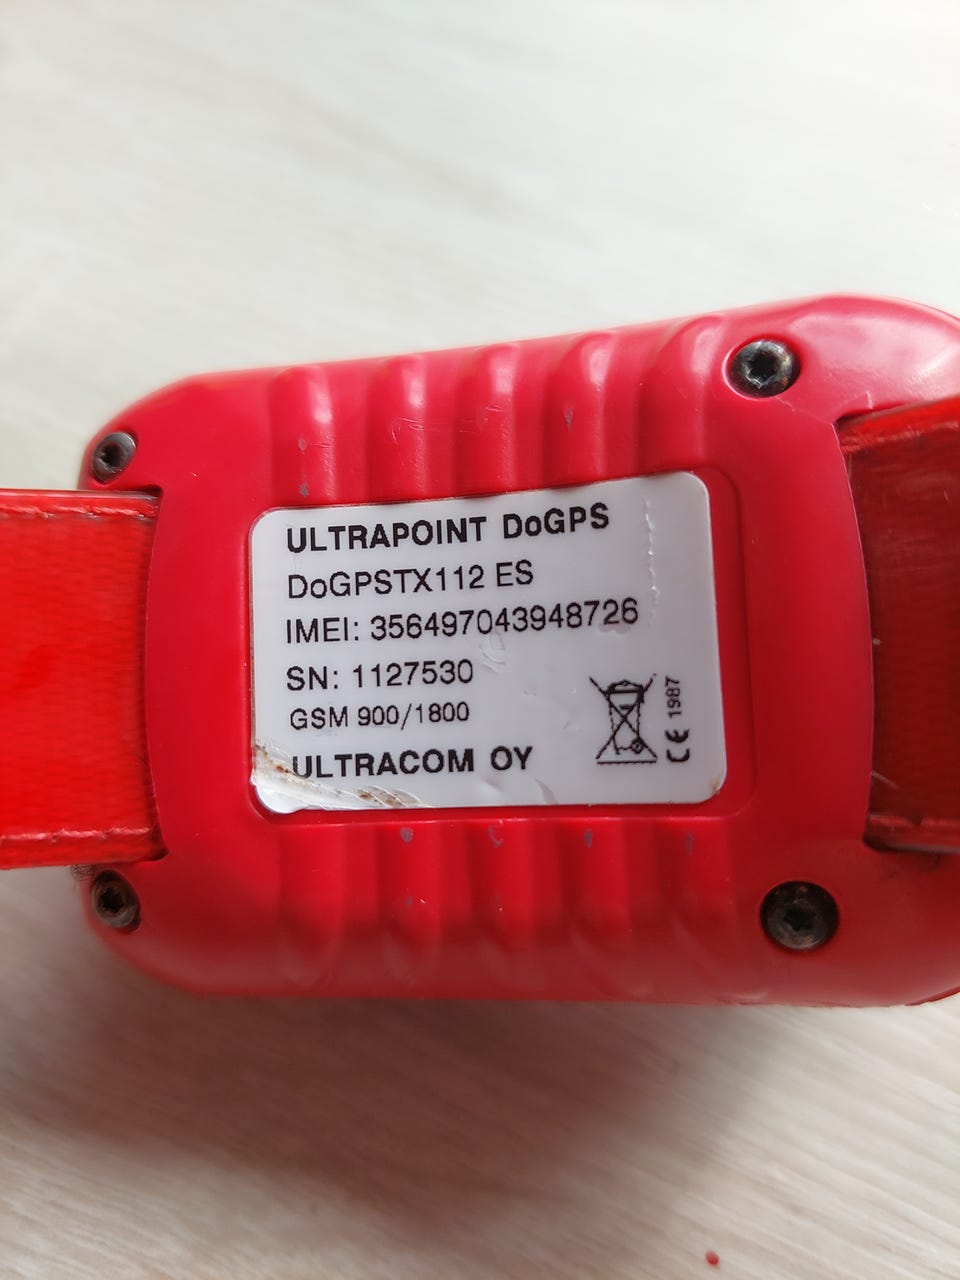 ULTRAPOINT DoGPS
DoGPSTX112 ES
IMEI: 356497043948726
SN: 1127530
GSM 900/1800
ULTRACOM OY
CE 1987